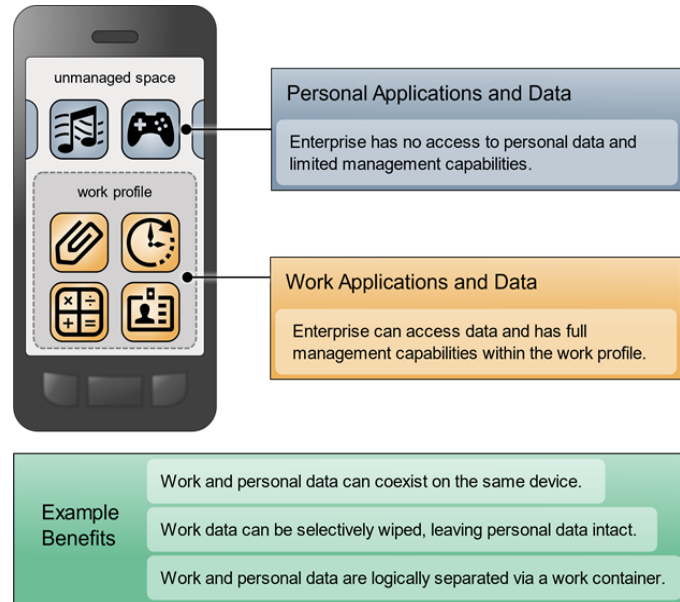 unmanaged space
work profile
Personal Applications and Data
Enterprise has no access to personal data and
limited management capabilities.
Work Applications and Data
Enterprise can access data and has full
management capabilities within the work profile.
Example
Benefits
Work and personal data can coexist on the same device.
Work data can be selectively wiped, leaving personal data intact.
Work and personal data are logically separated via a work container.